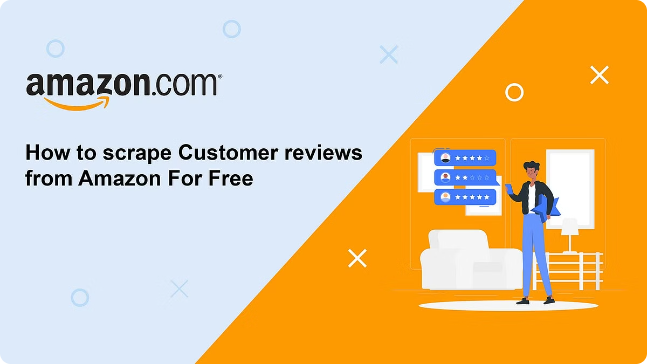 amazon.com®
How to scrape Customer reviews
from Amazon For Free